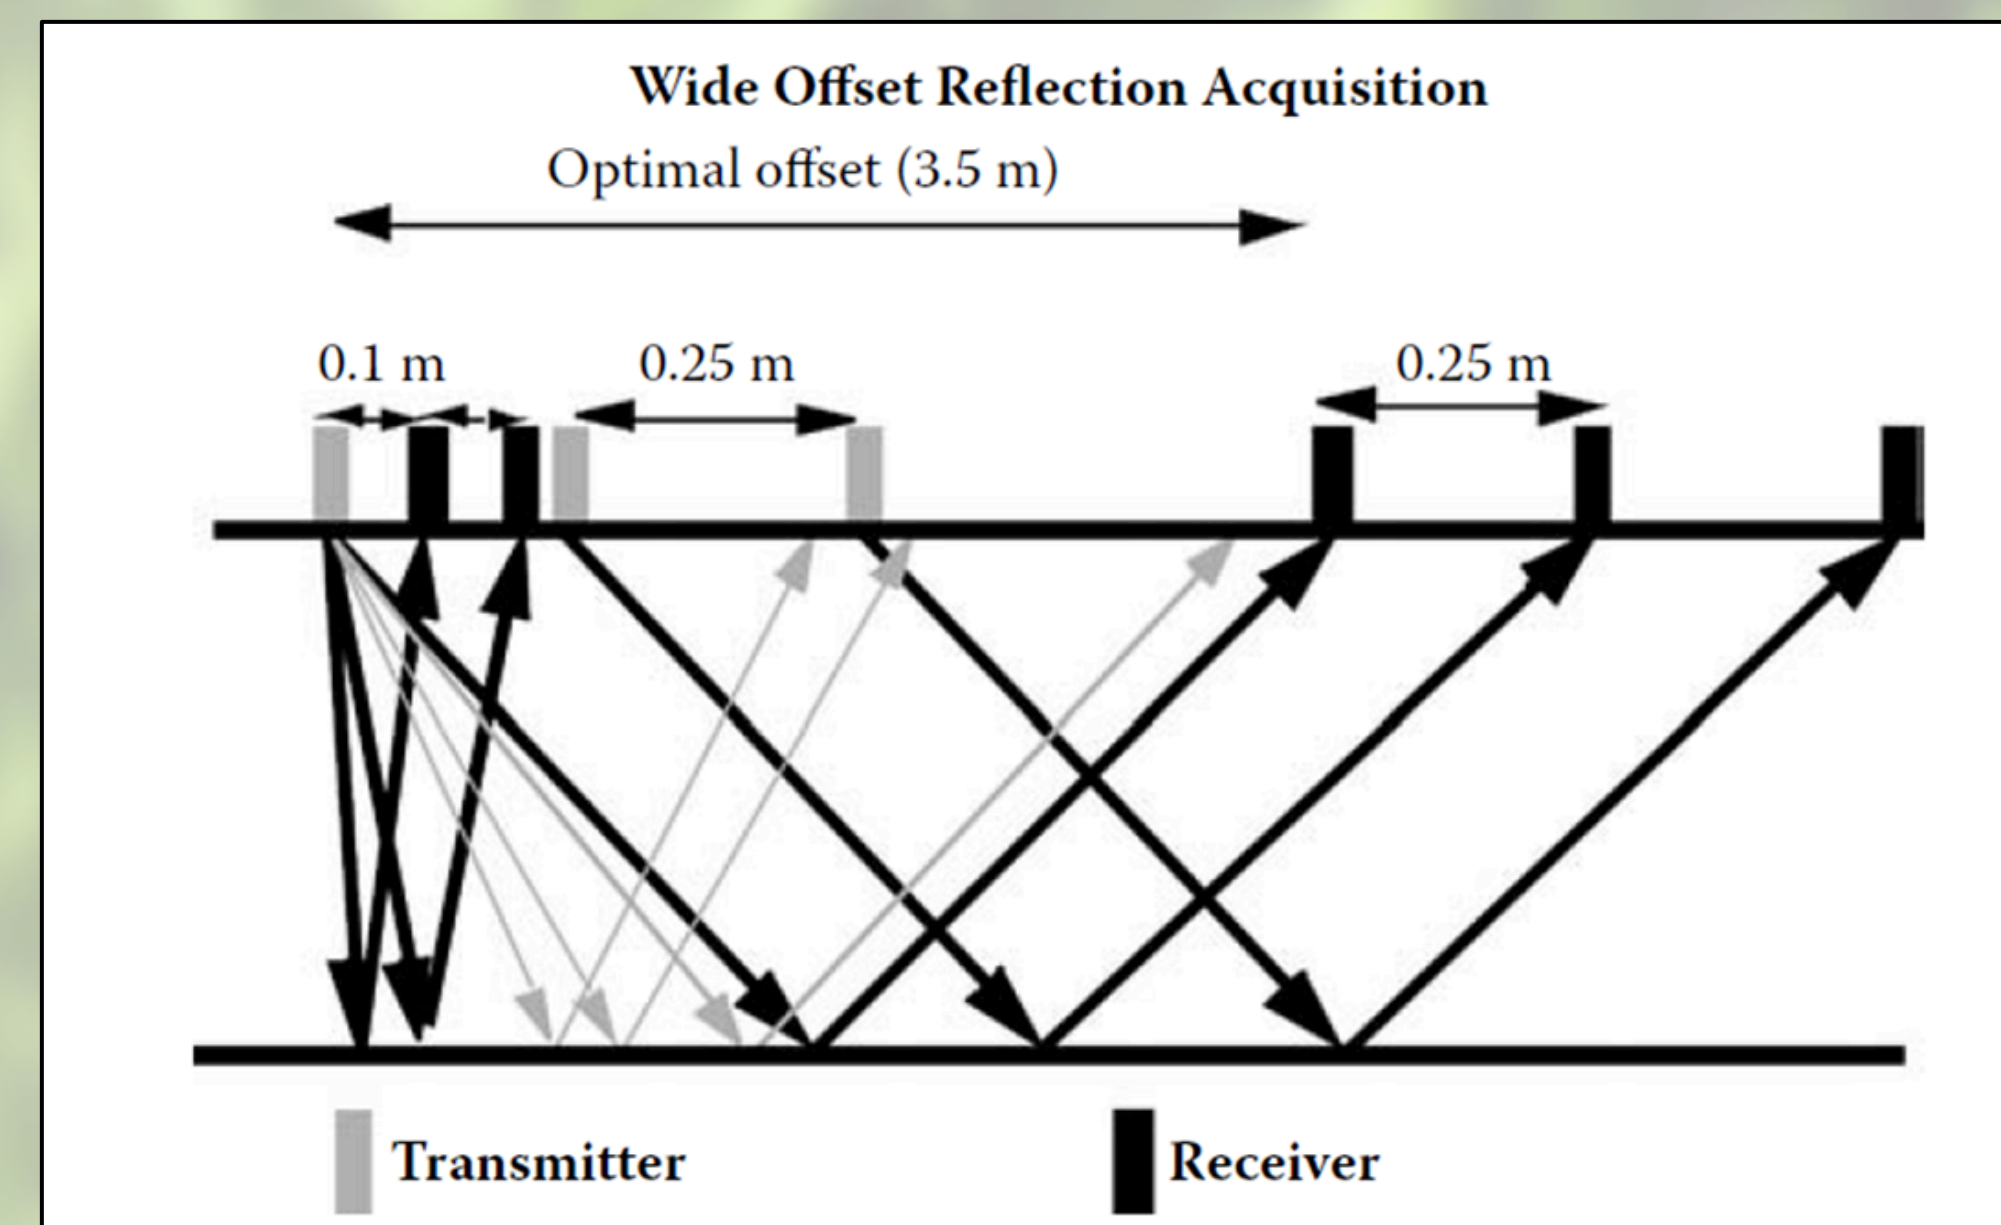 Wide Offset Reflection Acquisition
Optimal offset (3.5 m)
0.1 m 0.25 m 0.25 m
Transmitter Receiver